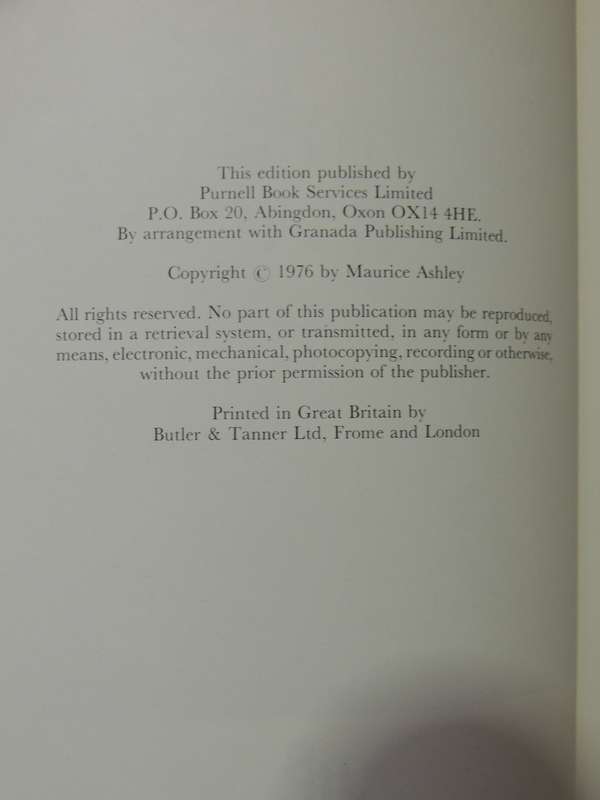 This edition published by
Purnell Book Services Limited
P.O. Box 20, Abingdon, Oxon OX14 4HE.
By arrangement with Granada Publishing Limited.
Copyright © 1976 by Maurice Ashley
All rights reserved. No part of this publication may be reproduced,
stored in a retrieval system, or transmitted, in any form or by any
means, electronic, mechanical, photocopying, recording or otherwise,
without the prior permission of the publisher.
Printed in Great Britain by
Butler & Tanner Ltd, Frome and London